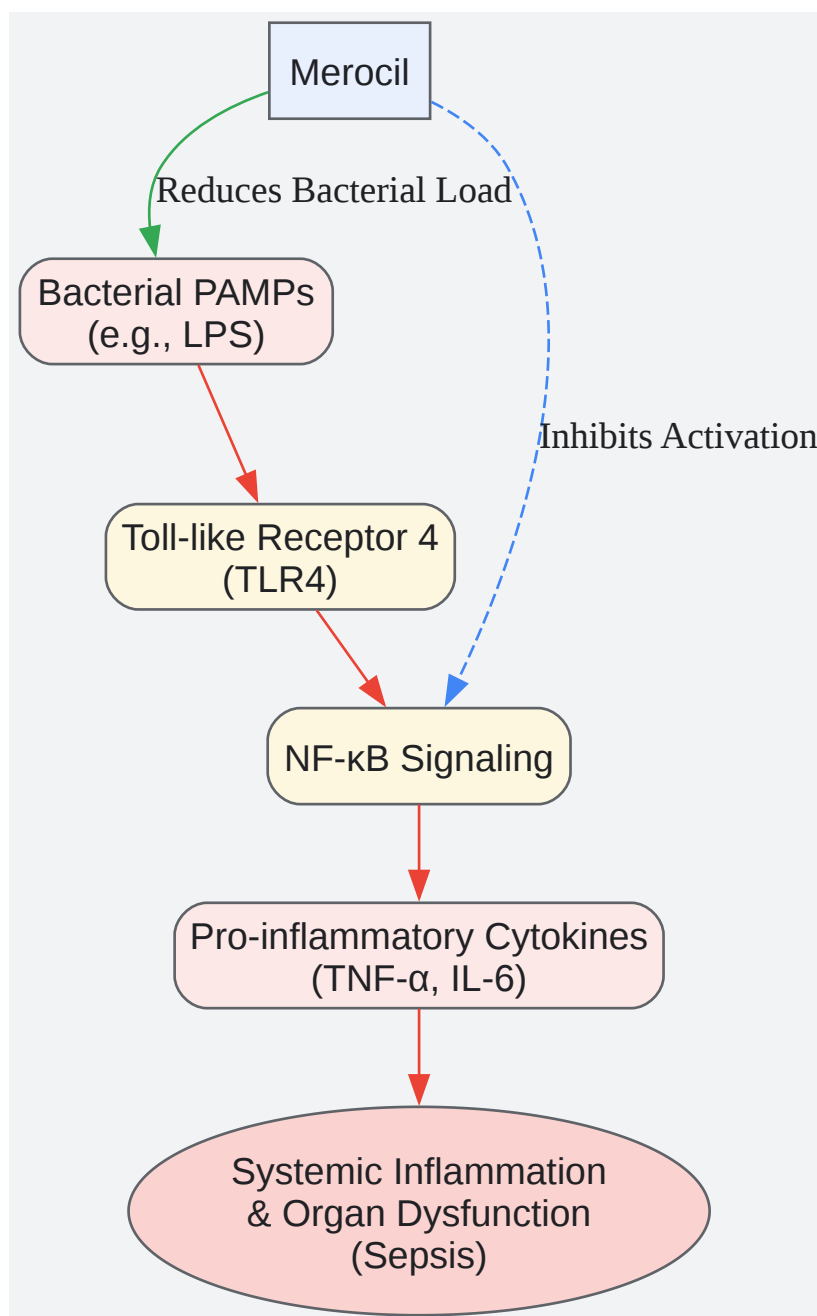 Merocil
Reduces Bacterial Load
Bacterial PAMPs
(e.g., LPS)
Inhibits Activation
Toll-like Receptor 4
(TLR4)
NF-κB Signaling
Pro-inflammatory Cytokines
(TNF-α, IL-6)
Systemic Inflammation
& Organ Dysfunction
(Sepsis)